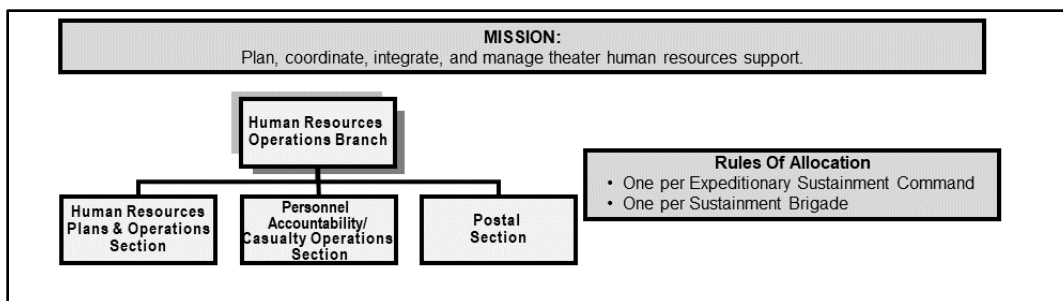 MISSION:
Plan, coordinate, integrate, and manage theater human resources support.
Human Resources
Operations Branch
Rules Of Allocation
• One per Expeditionary Sustainment Command
• One per Sustainment Brigade
Human Resources
Plans & Operations
Section
Personnel
Accountability/
Casualty Operations
Section
Postal
Section